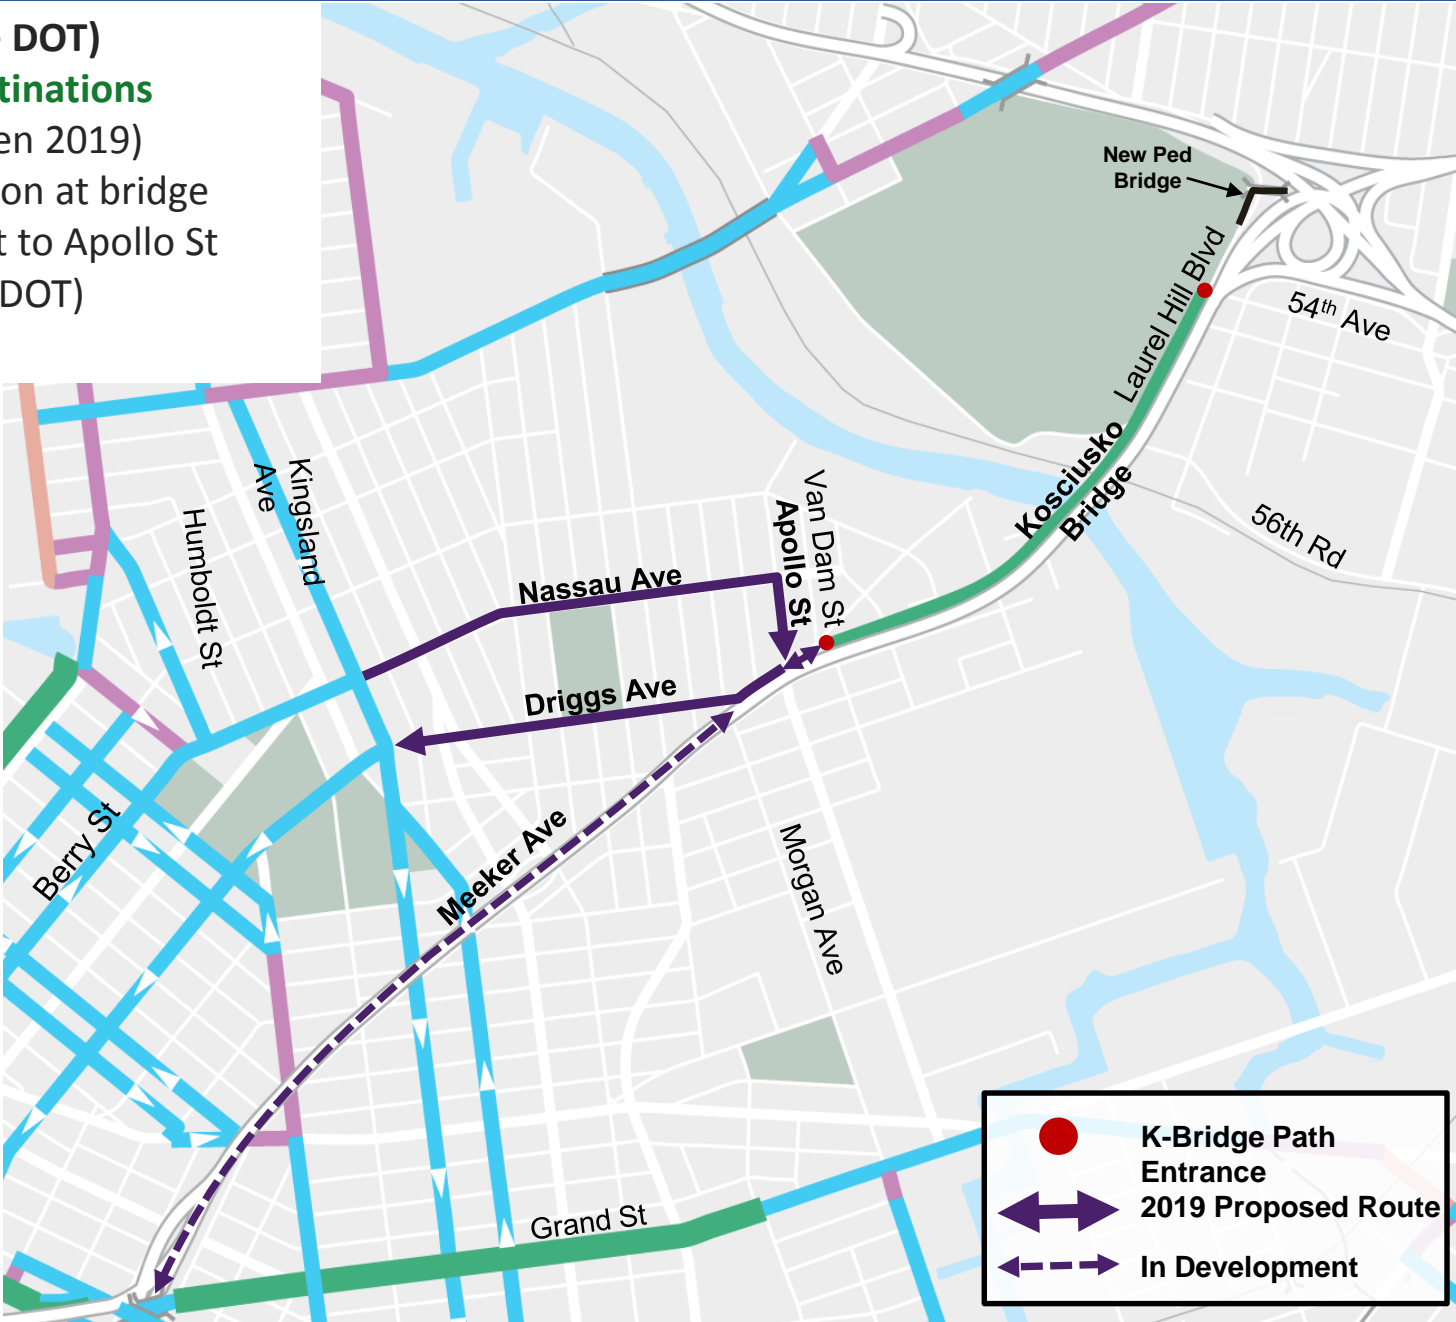 DOT)
tinations
en 2019)
on at bridge
t to Apollo St
DOT)
New Ped
Bridge
Laurel Hill Blvd
54th Ave
Kosciusko
Bridge
56th Rd
Van Dam St
Apollo St
Kingsland
Ave
Humboldt St
Nassau Ave
Driggs Ave
Berry St
Meeker Ave
Morgan Ave
Grand St
K-Bridge Path
Entrance
2019 Proposed Route
In Development